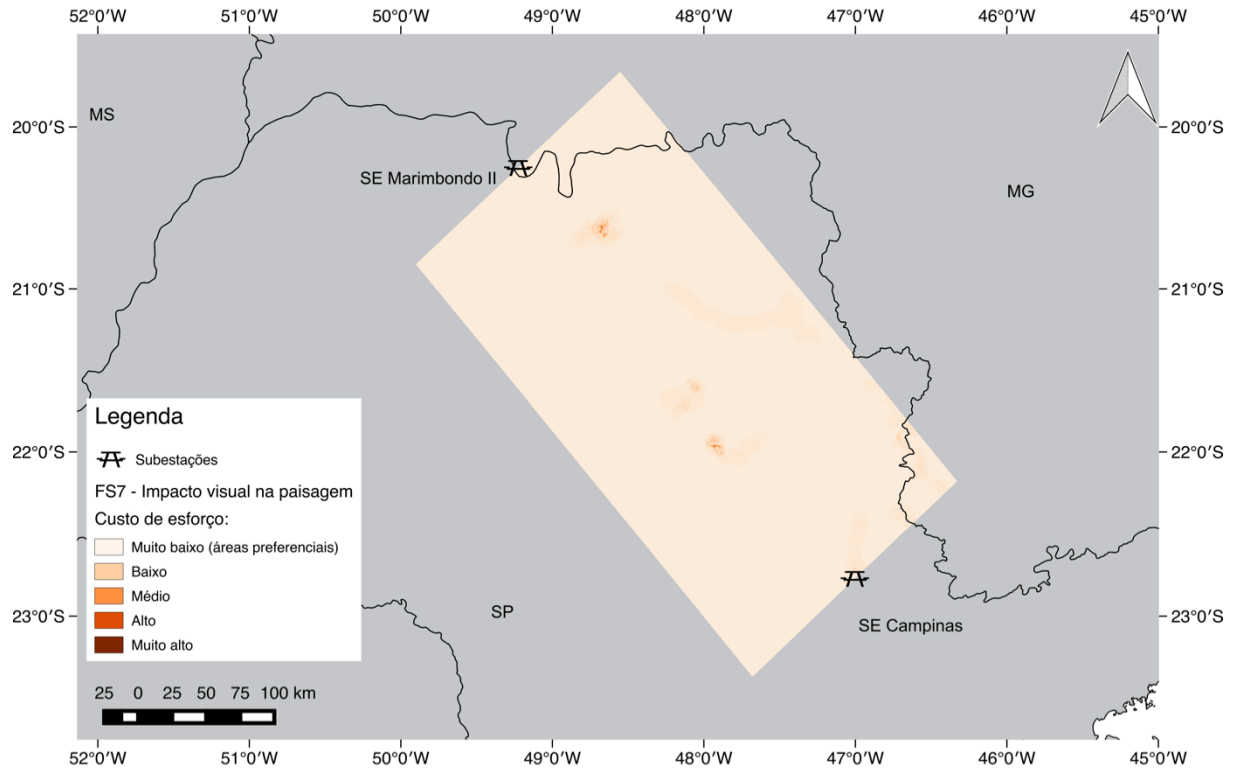 52°0′W 51°0′W 50°0′W 49°0′W 48°0′W 47°0′W 46°0′W 45°0′W
MS
20°0′S 20°0′S
SE Marimbondo II
MG
21°0′S 21°0′S
Legenda
Subestações
22°0′S 22°0′S
FS7 - Impacto visual na paisagem
Custo de esforço:
Muito baixo (áreas preferenciais)
Baixo
Médio
Alto
Muito alto
23°0′S 23°0′S
SP
SE Campinas
25 0 25 50 75 100 km
52°0′W 51°0′W 50°0′W 49°0′W 48°0′W 47°0′W 46°0′W 45°0′W